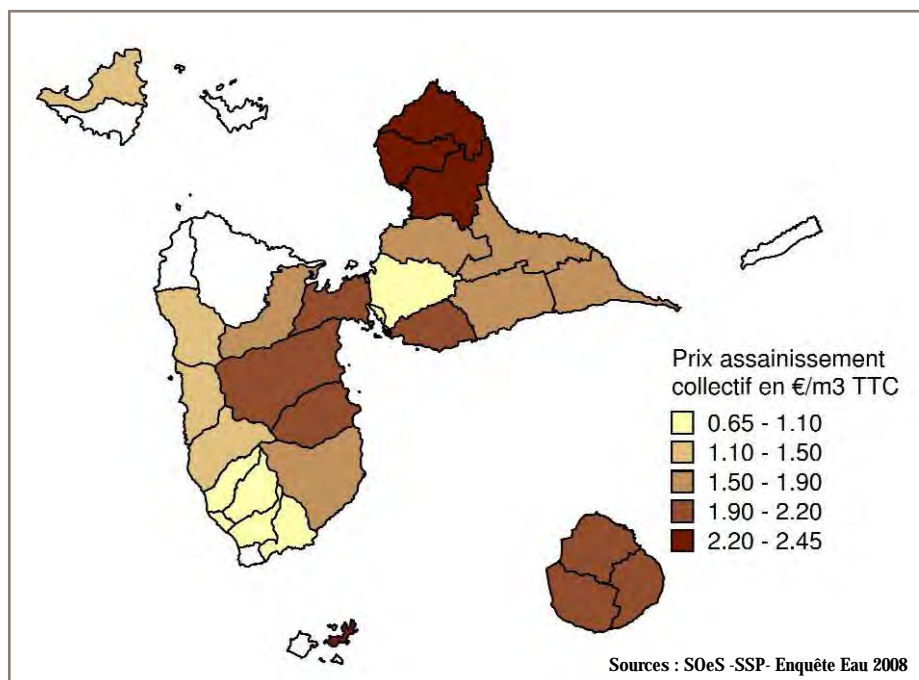 Prix assainissement
collectif en €/m3 TTC
0.65 - 1.10
1.10 - 1.50
1.50 - 1.90
1.90 - 2.20
2.20 - 2.45
Sources : SOeS -SSP- Enquête Eau 2008